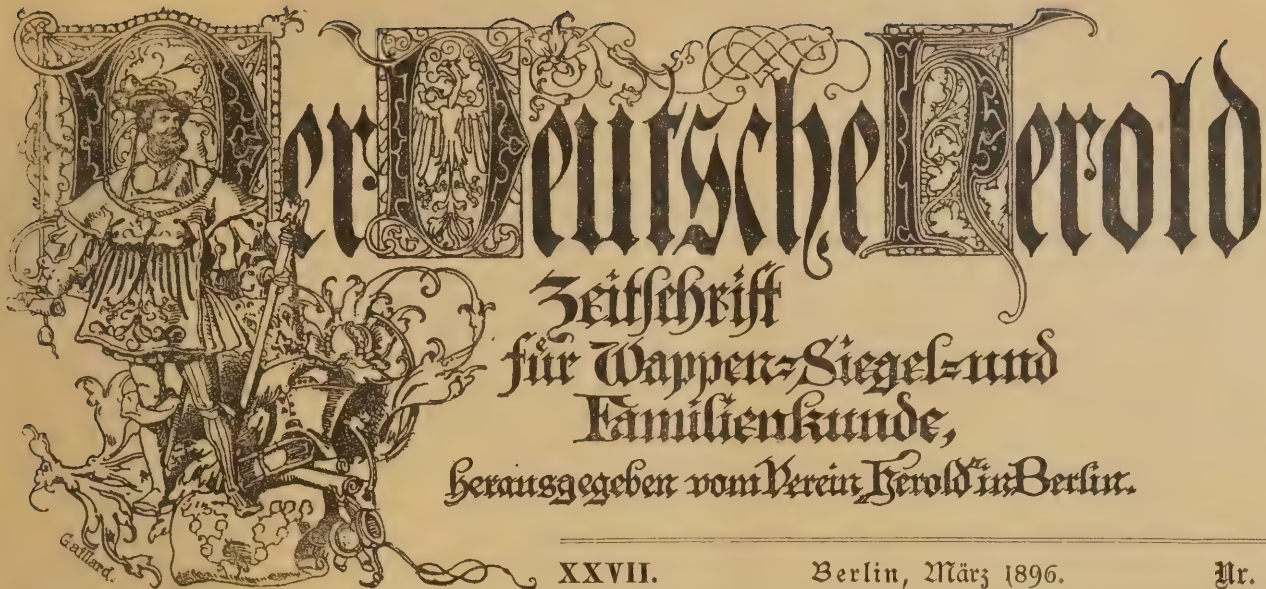 Der Deutsche Herold
Zeitschrift
für Wappen-Siegel-und
Familienkunde,
herausgegeben vom Verein „Herold“ in Berlin.
Gaillard.
XXVII. Berlin, März 1896. Nr.